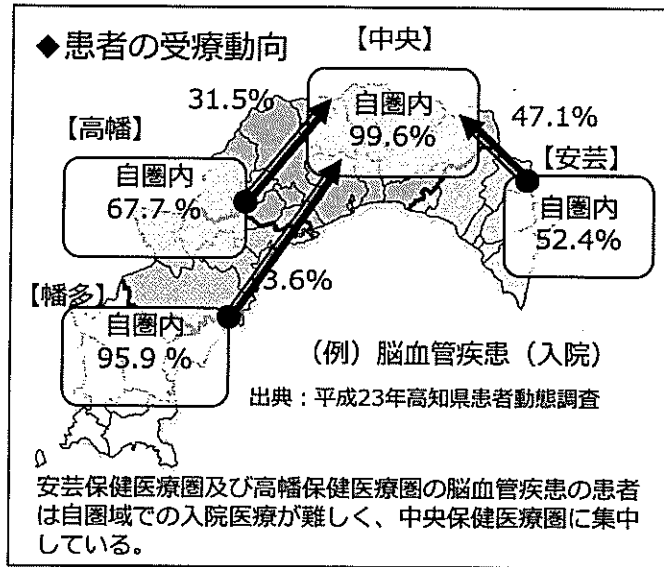 ◆患者の受療動向
【中央】
自圏内
99.6%
31.5%
47.1%
【高幡】
自圏内
67.7 %
【安芸】
自圏内
52.4%
3.6%
【幡多】
自圏内
95.9 %
（例）脳血管疾患（入院）
出典：平成23年高知県患者動態調査
安芸保健医療圏及び高幡保健医療圏の脳血管疾患の患者
は自圏域での入院医療が難しく、中央保健医療圏に集中
している。